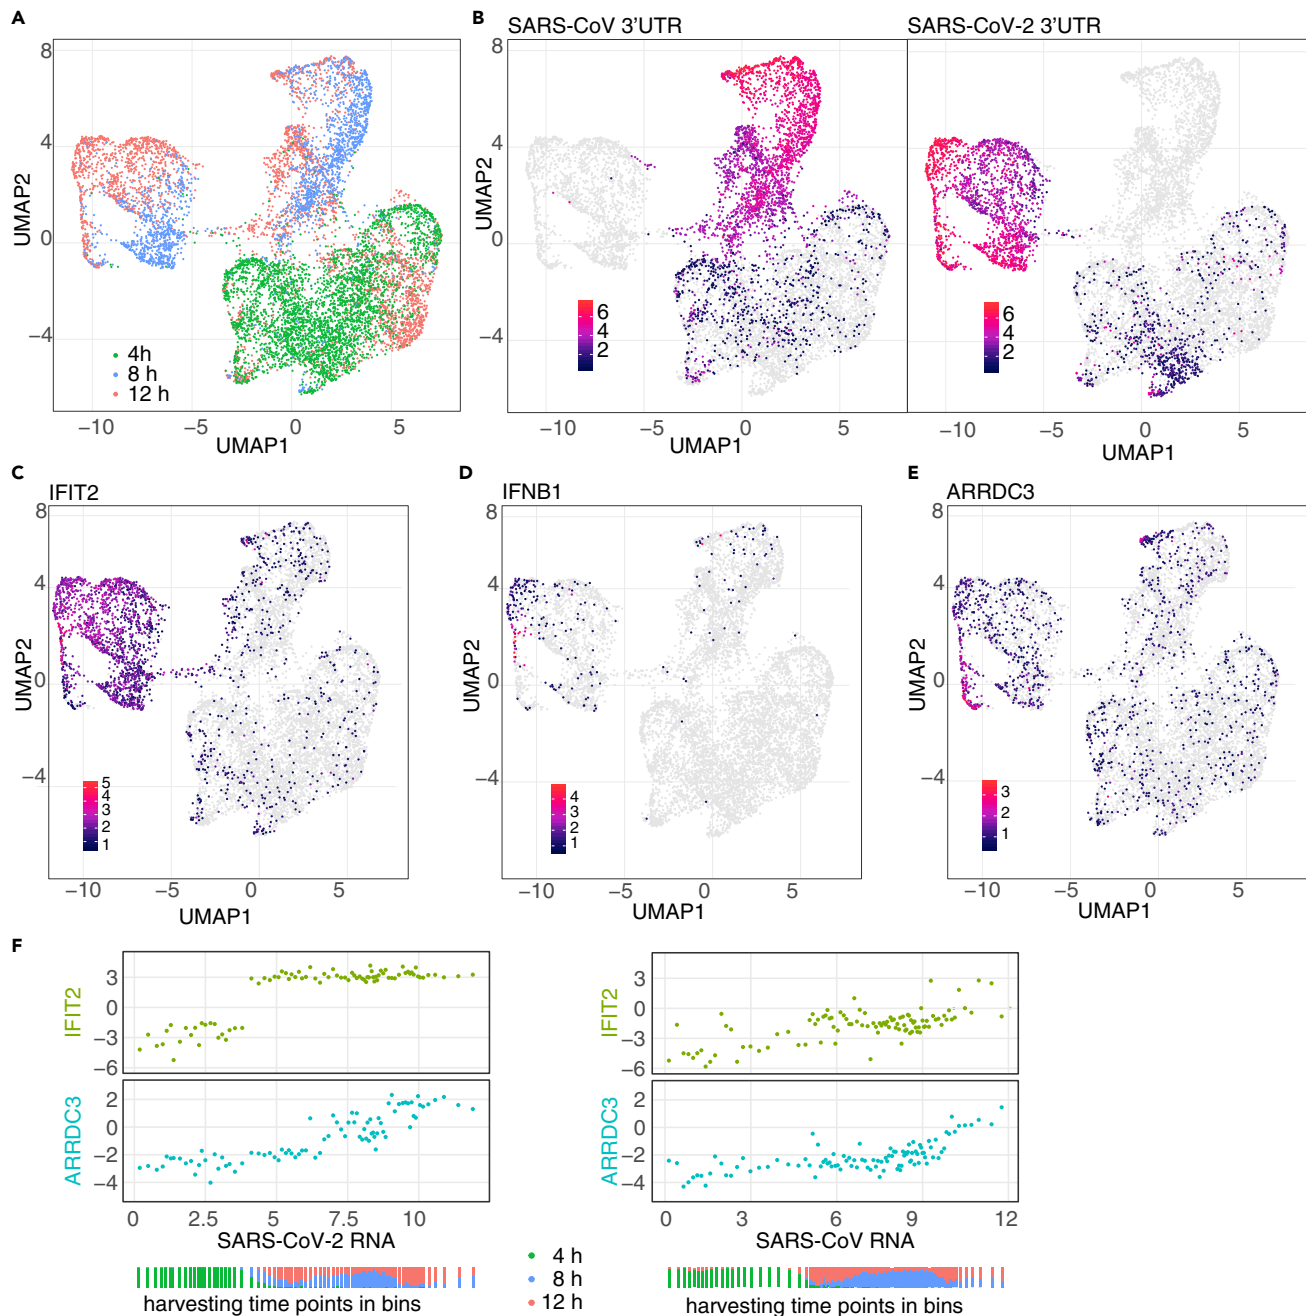 A
8
4
0
−4
UMAP2
4h
8 h
12 h
−10
−5
0
5
UMAP1
B
SARS-CoV 3’UTR
SARS-CoV-2 3’UTR
8
4
0
−4
UMAP2
6
4
2
6
4
2
−10
−5
0
5
−10
−5
0
5
UMAP1
UMAP1
C
IFIT2
8
4
0
−4
UMAP2
5
4
3
2
1
−10
−5
0
5
UMAP1
D
IFNB1
8
4
0
−4
UMAP2
4
3
2
1
−10
−5
0
5
UMAP1
E
ARRDC3
8
4
0
−4
UMAP2
3
2
1
−10
−5
0
5
UMAP1
F
IFIT2
3
0
−3
−6
ARRDC3
2
0
−2
−4
0
2.5
5
7.5
10
SARS-CoV-2 RNA
harvesting time points in bins
4 h
8 h
12 h
IFIT2
3
0
−3
−6
ARRDC3
2
0
−2
−4
0
3
6
9
12
SARS-CoV RNA
harvesting time points in bins